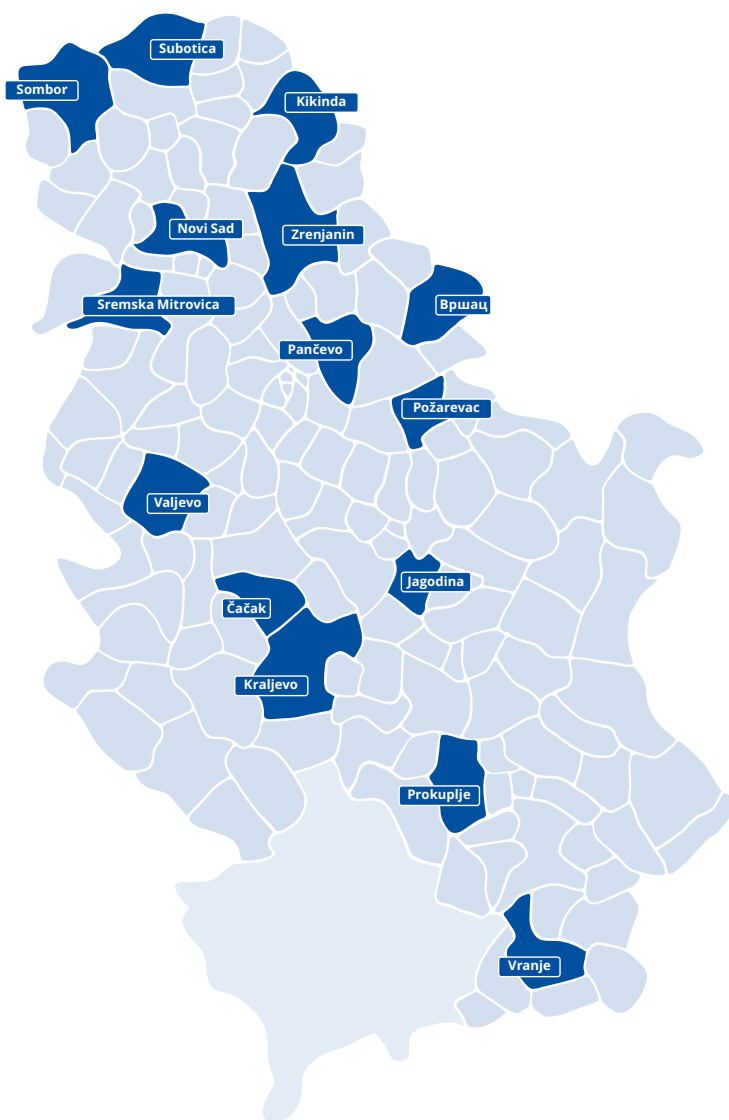 Subotica
Sombor
Kikinda
Novi Sad
Zrenjanin
Sremska Mitrovica
Вршац
Pančevo
Požarevac
Valjevo
Jagodina
Čačak
Kraljevo
Prokuplje
Vranje